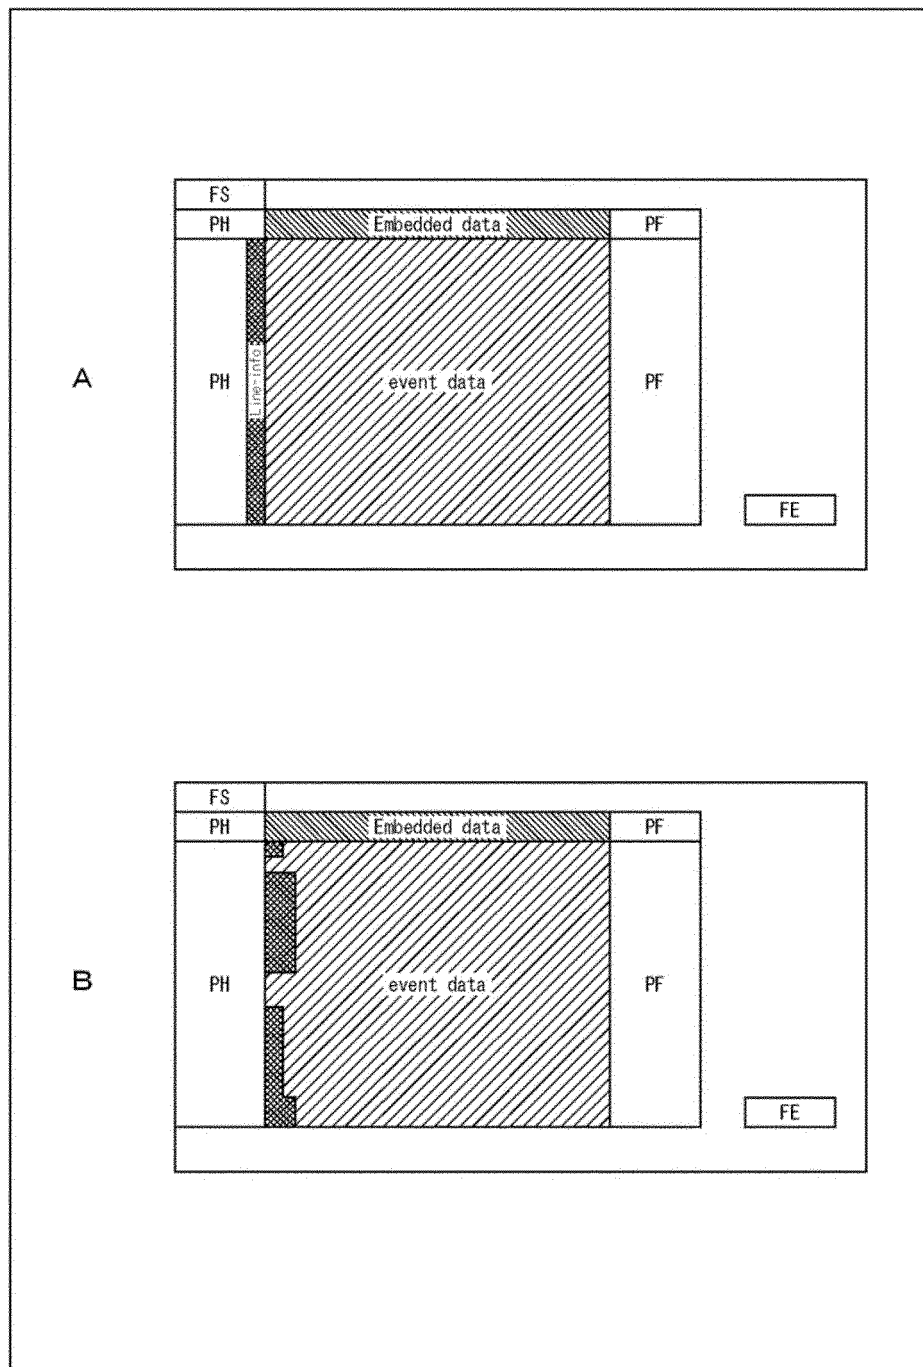 FS
PH Embedded data PF
A PH Line-info event data PF
FE
FS
PH Embedded data PF
B PH event data PF
FE